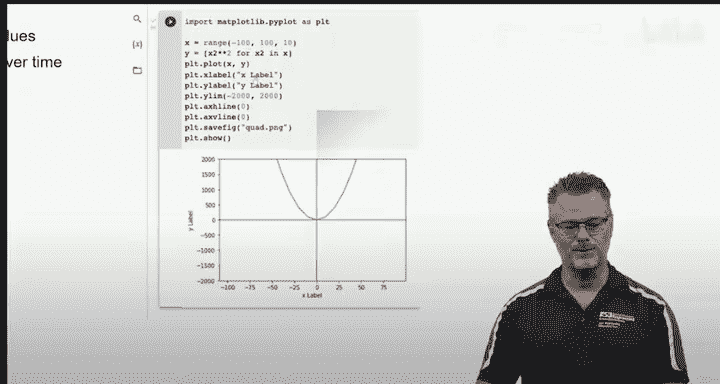 lues
ver time
{x}
import matplotlib.pyplot as plt
x = range(-100, 100, 10)
y = [x2**2 for x2 in x]
plt.plot(x, y)
plt.xlabel("x Label")
plt.ylabel("y Label")
plt.ylim(-2000, 2000)
plt.axhline(0)
plt.axvline(0)
plt.savefig("quad.png")
plt.show()
2000
1500
1000
500
0
-500
-1000
-1500
-2000
y Label
-100 -75 -50 -25 0 25 50 75
x Label